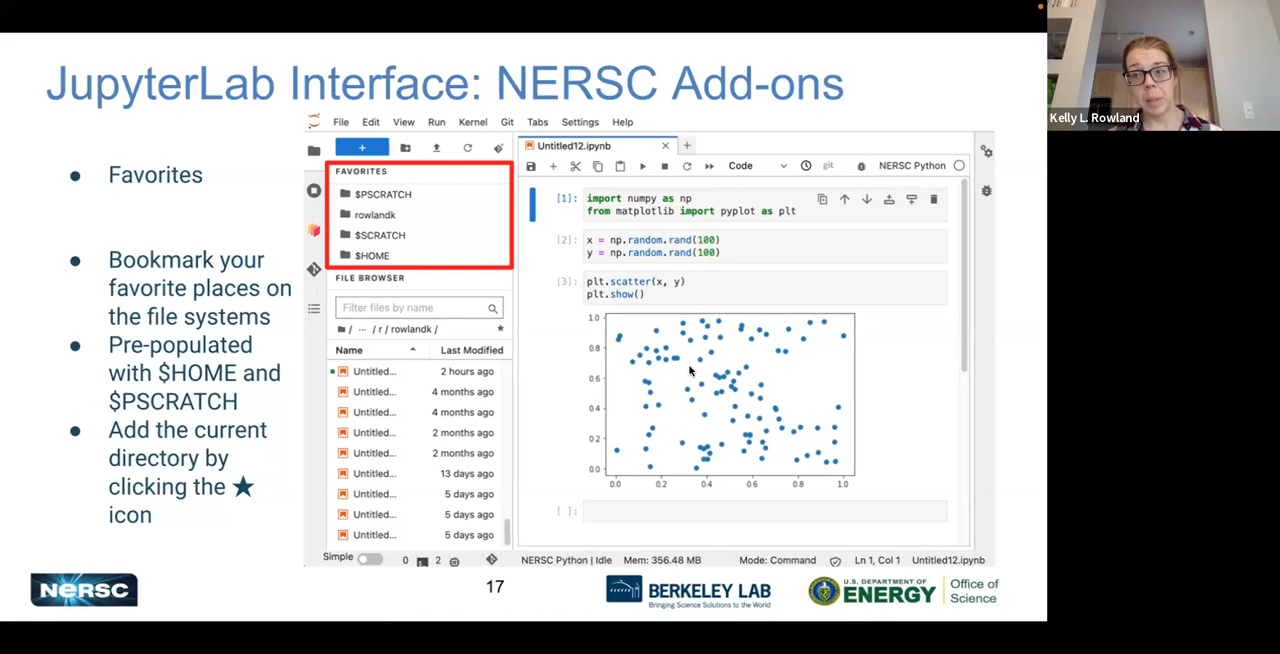 JupyterLab Interface: NERSC Add-ons
Favorites
Bookmark your
favorite places on
the file systems
Pre-populated
with $HOME and
$PSCRATCH
Add the current
directory by
clicking the ★
icon
File Edit View Run Kernel Git Tabs Settings Help
+
FAVORITES
$PSCRATCH
rowlandk
$SCRATCH
$HOME
FILE BROWSER
Filter files by name
/ ... / r / rowlandk /
Name Last Modified
Untitled... 2 hours ago
Untitled... 4 months ago
Untitled... 4 months ago
Untitled... 2 months ago
Untitled... 2 months ago
Untitled... 13 days ago
Untitled... 5 days ago
Untitled... 5 days ago
Untitled... 5 days ago
Simple 0 2
Untitled12.ipynb × +
Code git NERSC Python
[1]: import numpy as np
from matplotlib import pyplot as plt
[2]: x = np.random.rand(100)
y = np.random.rand(100)
[3]: plt.scatter(x, y)
plt.show()
1.0
0.8
0.6
0.4
0.2
0.0
0.0 0.2 0.4 0.6 0.8 1.0
[ ]:
NERSC Python | Idle Mem: 356.48 MB Mode: Command Ln 1, Col 1 Untitled12.ipynb
Kelly L. Rowland
NERSC
17
BERKELEY LAB
Bringing Science Solutions to the World
U.S. DEPARTMENT OF
ENERGY
Office of
Science